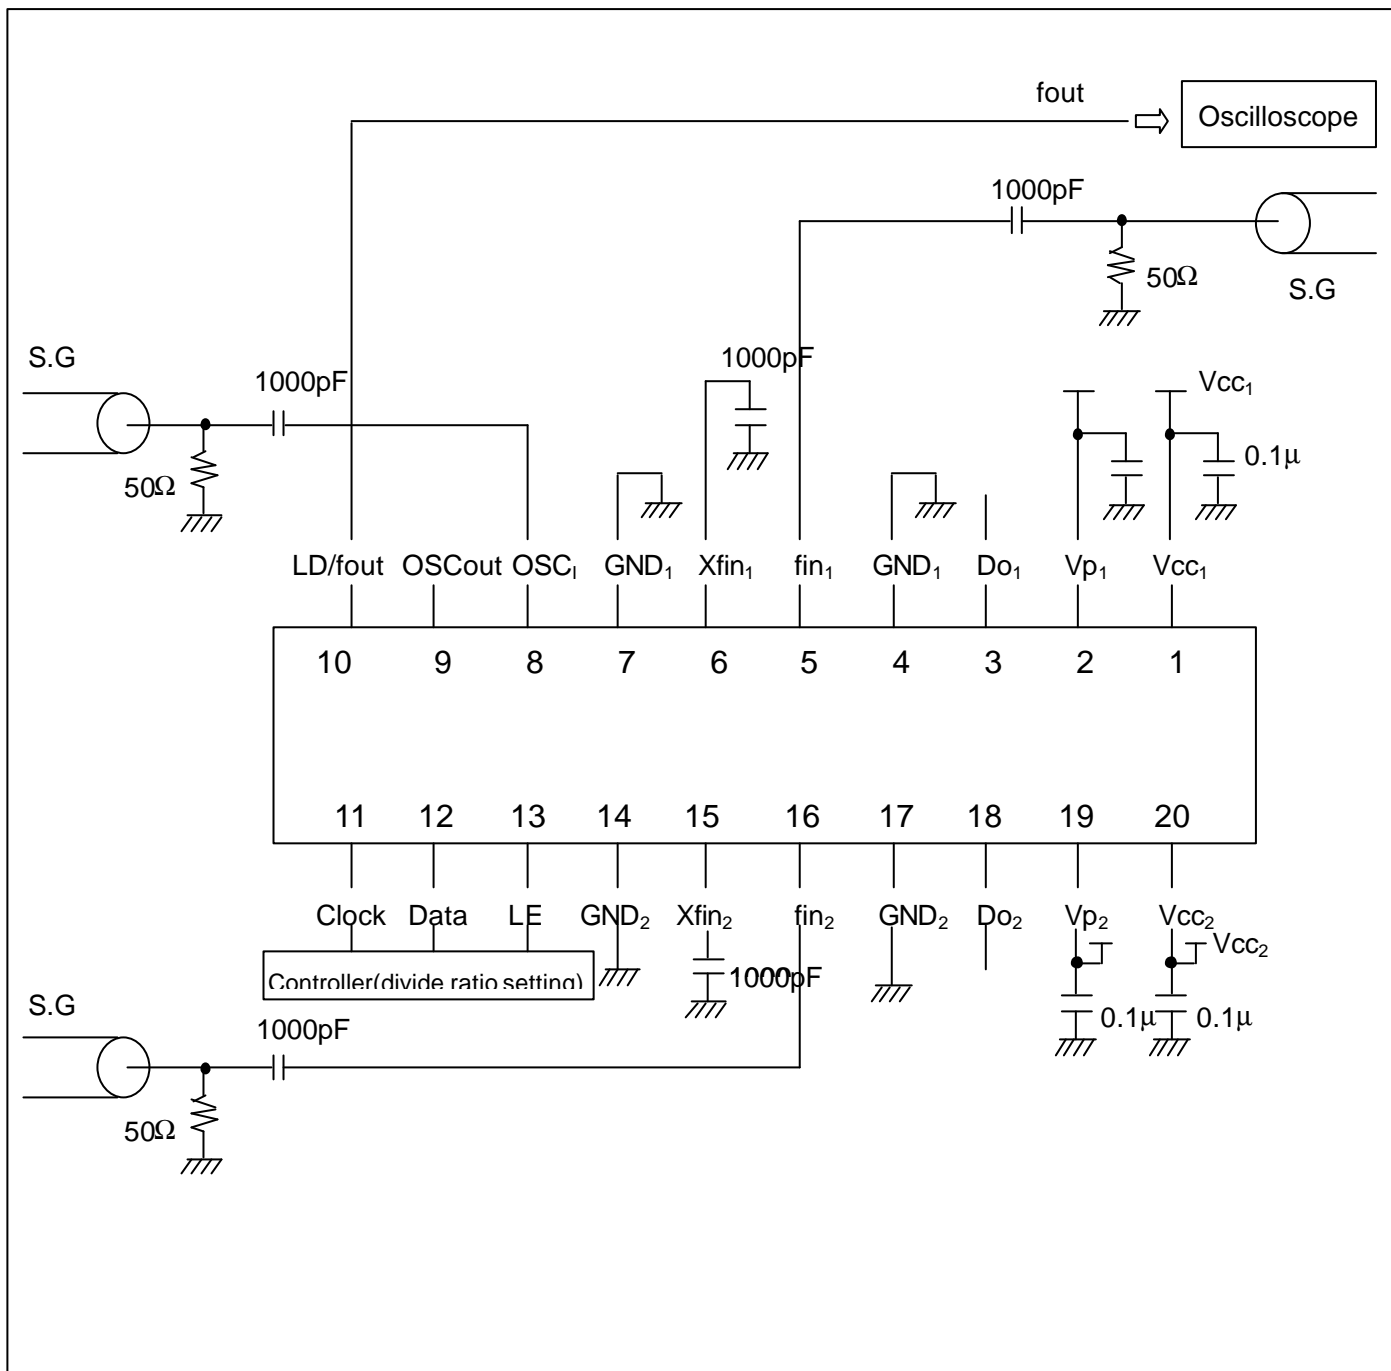 fout
Oscilloscope
1000pF
50Ω
S.G
S.G
1000pF
1000pF
Vcc₁
0.1μ
50Ω
LD/fout OSCout OSCI GND₁ Xfin₁ fin₁ GND₁ Do₁ Vp₁ Vcc₁
10 9 8 7 6 5 4 3 2 1
11 12 13 14 15 16 17 18 19 20
Clock Data LE GND₂ Xfin₂ fin₂ GND₂ Do₂ Vp₂ Vcc₂
Vcc₂
Controller(divide ratio setting)
1000pF
S.G
1000pF
0.1μ 0.1μ
50Ω